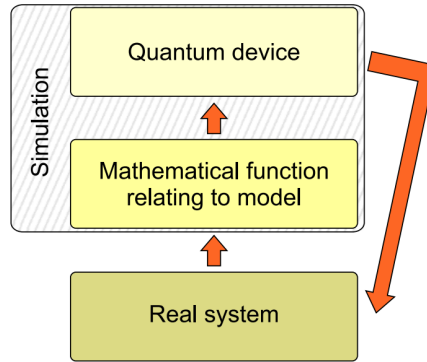 Quantum device
Simulation
Mathematical function
relating to model
Real system